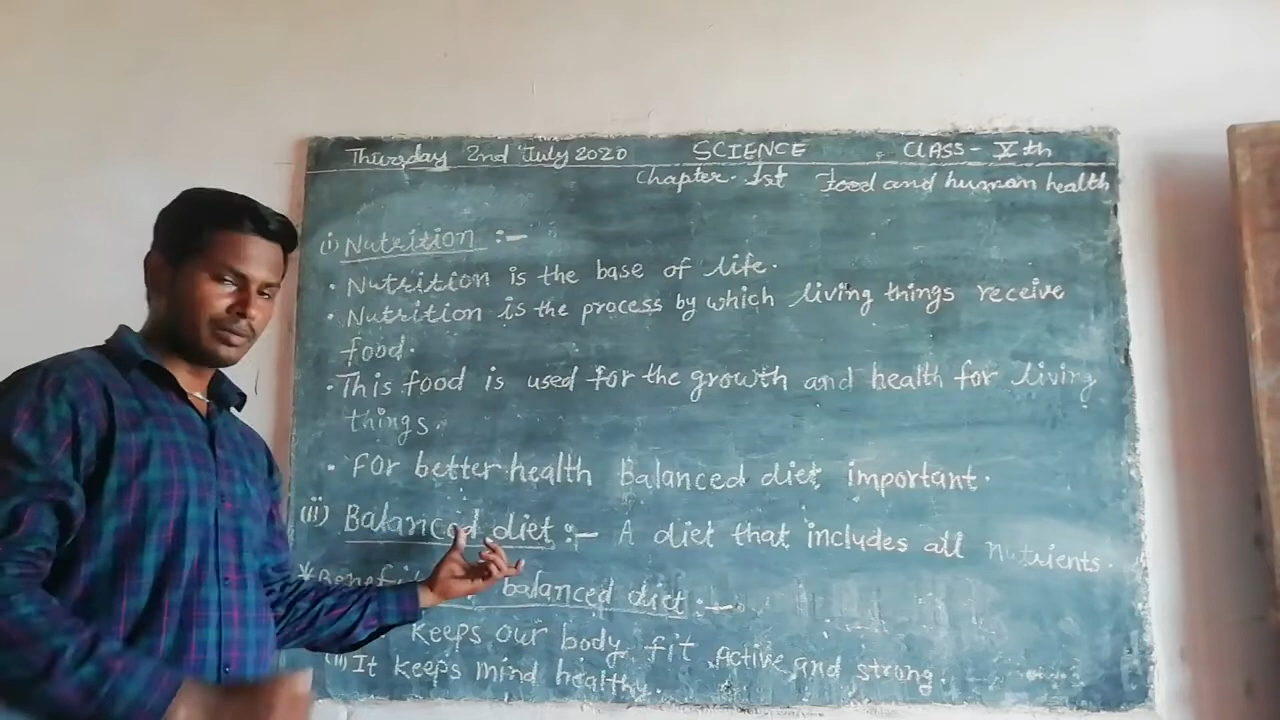 Thursday 2nd July 2020 SCIENCE CLASS - Vth
Chapter. 1st Food and human health
(i) Nutrition :-
• Nutrition is the base of life.
• Nutrition is the process by which living things receive
food.
• This food is used for the growth and health for living
things.
• For better health Balanced diet important.
(ii) Balanced diet :- A diet that includes all nutrients.
* Benefi balanced diet :-
Keeps our body fit active and strong.
(ii) It keeps mind healthy.